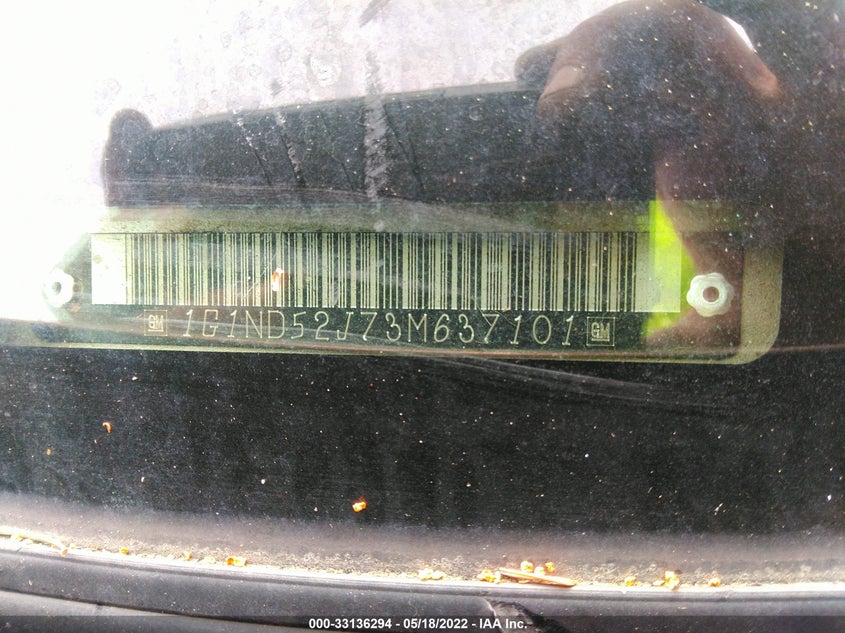 GM 1G1ND52J73M637101 GM
000-33136294 - 05/18/2022 - IAA Inc.